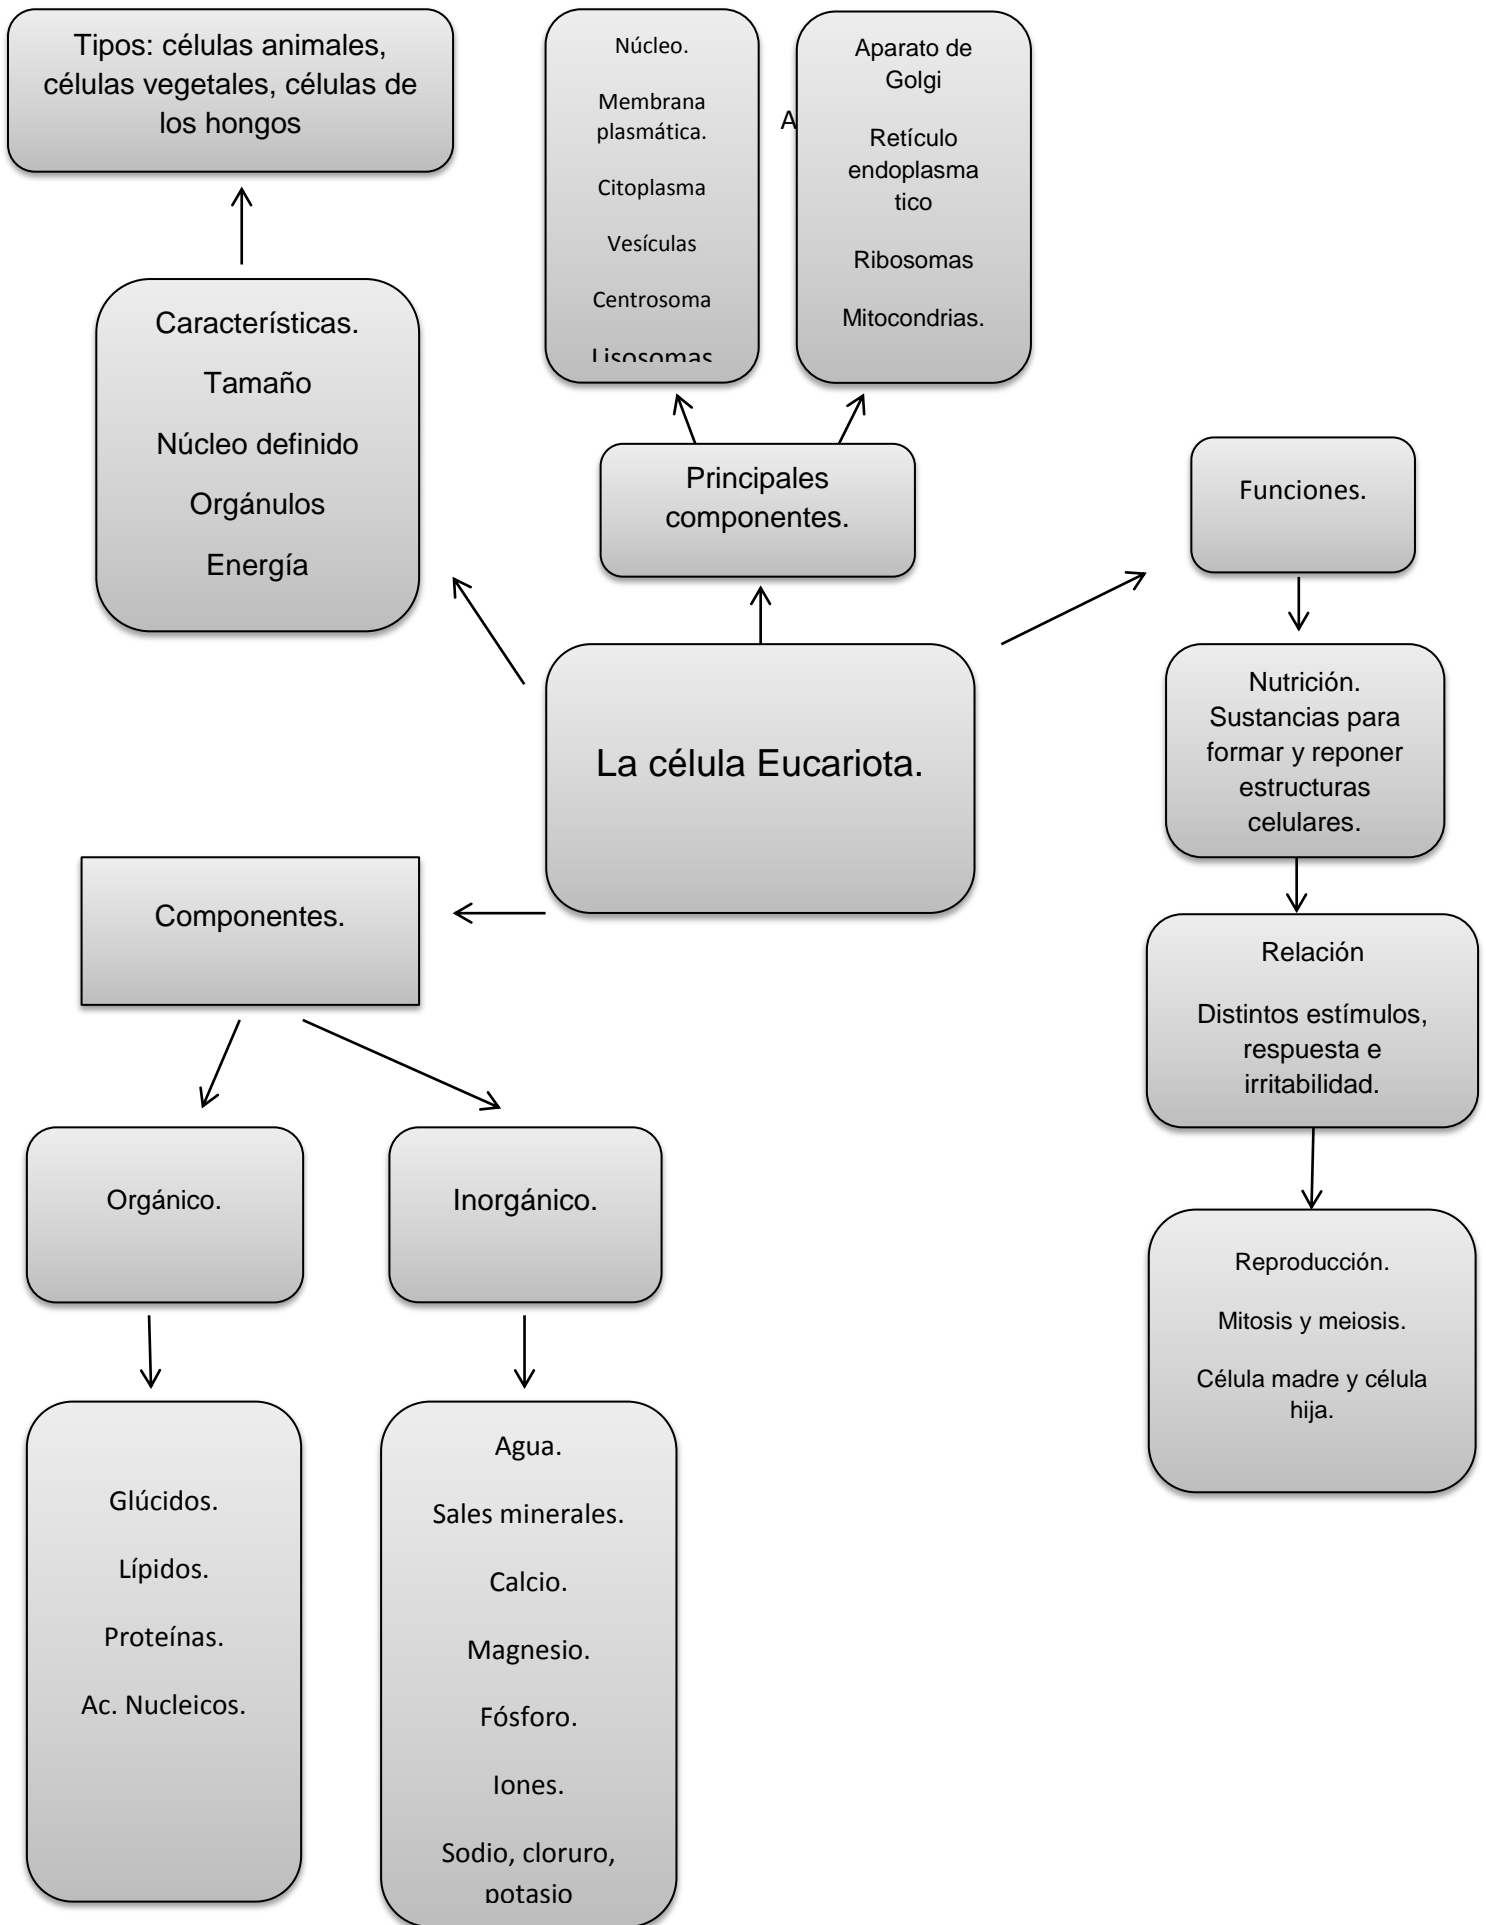 Tipos: células animales,
células vegetales, células de
los hongos
Núcleo.
Membrana
plasmática.
Citoplasma
Vesículas
Centrosoma
Lisosomas
A
Aparato de
Golgi
Retículo
endoplasma
tico
Ribosomas
Mitocondrias.
Características.
Tamaño
Núcleo definido
Orgánulos
Energía
Principales
componentes.
Funciones.
La célula Eucariota.
Nutrición.
Sustancias para
formar y reponer
estructuras
celulares.
Componentes.
Relación
Distintos estímulos,
respuesta e
irritabilidad.
Orgánico.
Inorgánico.
Reproducción.
Mitosis y meiosis.
Célula madre y célula
hija.
Glúcidos.
Lípidos.
Proteínas.
Ac. Nucleicos.
Agua.
Sales minerales.
Calcio.
Magnesio.
Fósforo.
Iones.
Sodio, cloruro,
potasio